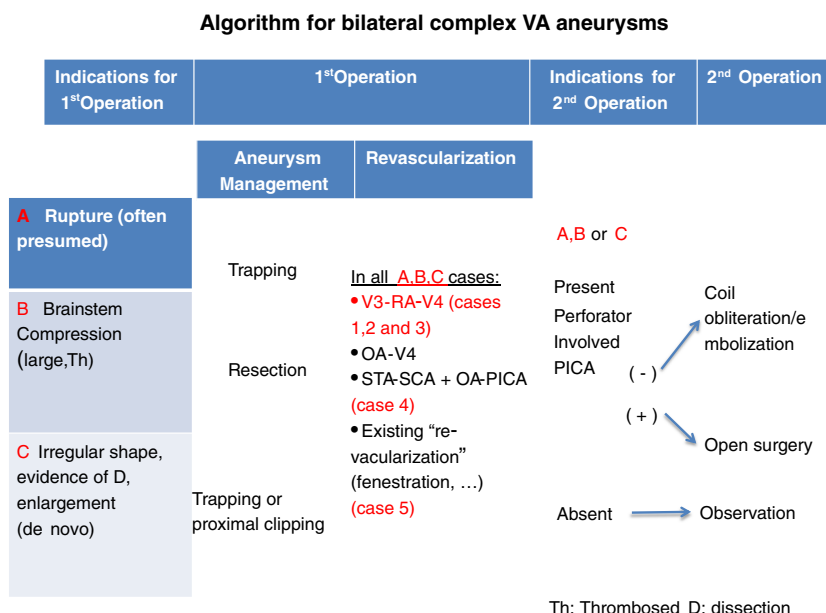 Algorithm for bilateral complex VA aneurysms
Indications for
1stOperation
1stOperation
Indications for
2nd Operation
2nd Operation
Aneurysm
Management
Revascularization
A Rupture (often
presumed)
B Brainstem
Compression
(large,Th)
C Irregular shape,
evidence of D,
enlargement
(de novo)
Trapping
Resection
Trapping or
proximal clipping
In all A,B,C cases:
•V3-RA-V4 (cases
1,2 and 3)
•OA-V4
•STA-SCA + OA-PICA
(case 4)
•Existing “re-
vacularization”
(fenestration, ...)
(case 5)
A,B or C
Present
Perforator
Involved
PICA
( - )
( + )
Absent
Coil
obliteration/e
mbolization
Open surgery
Observation
Th: Thrombosed D: dissection